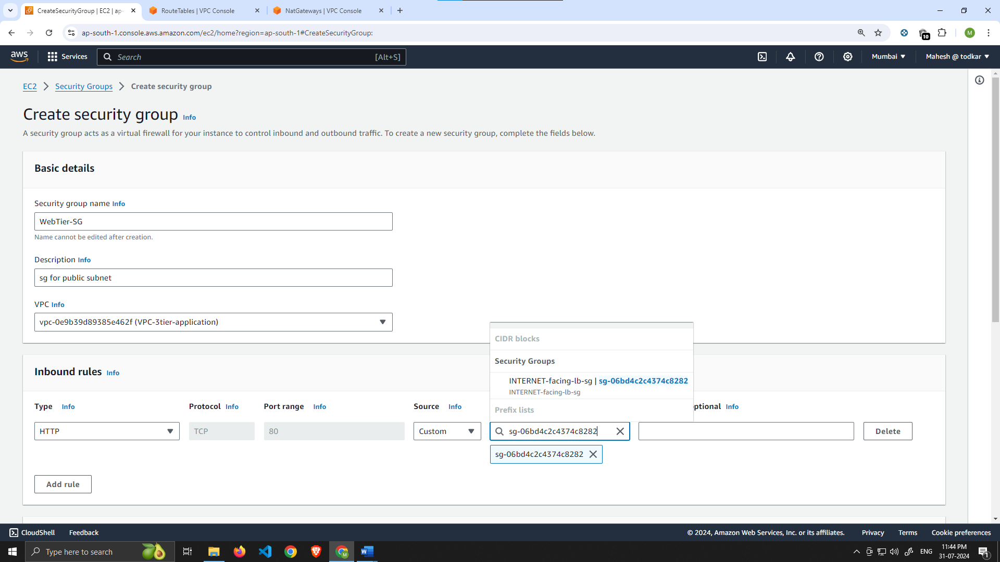 CreateSecurityGroup | EC2 | ap-
RouteTables | VPC Console
NatGateways | VPC Console
ap-south-1.console.aws.amazon.com/ec2/home?region=ap-south-1#CreateSecurityGroup:
10
M
aws
Services
Search
[Alt+S]
Mumbai
Mahesh @ todkar
EC2
Security Groups
Create security group
Create security group Info
A security group acts as a virtual firewall for your instance to control inbound and outbound traffic. To create a new security group, complete the fields below.
Basic details
Security group name Info
WebTier-SG
Name cannot be edited after creation.
Description Info
sg for public subnet
VPC Info
vpc-0e9b39d89385e462f (VPC-3tier-application)
CIDR blocks
Security Groups
INTERNET-facing-lb-sg | sg-06bd4c2c4374c8282
INTERNET-facing-lb-sg
Prefix lists
Inbound rules Info
Type Info
Protocol Info
Port range Info
Source Info
ptional Info
HTTP
TCP
80
Custom
sg-06bd4c2c4374c8282
Delete
sg-06bd4c2c4374c8282
Add rule
CloudShell
Feedback
© 2024, Amazon Web Services, Inc. or its affiliates.
Privacy
Terms
Cookie preferences
Type here to search
M
W
ENG
11:44 PM
31-07-2024
1